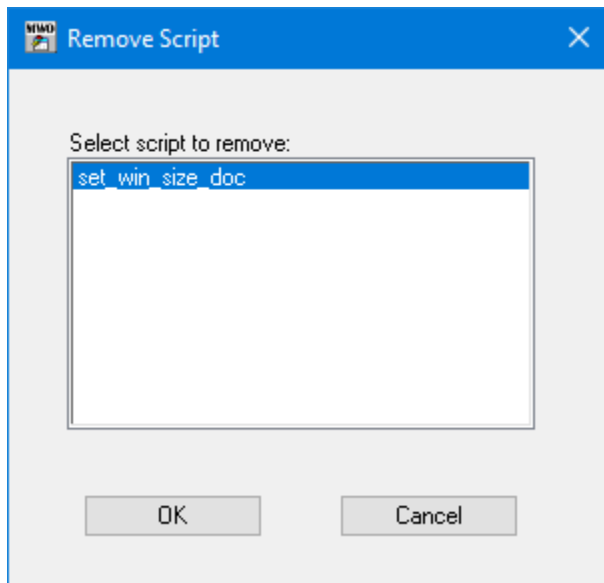 MWO
Remove Script
Select script to remove:
set_win_size_doc
OK
Cancel